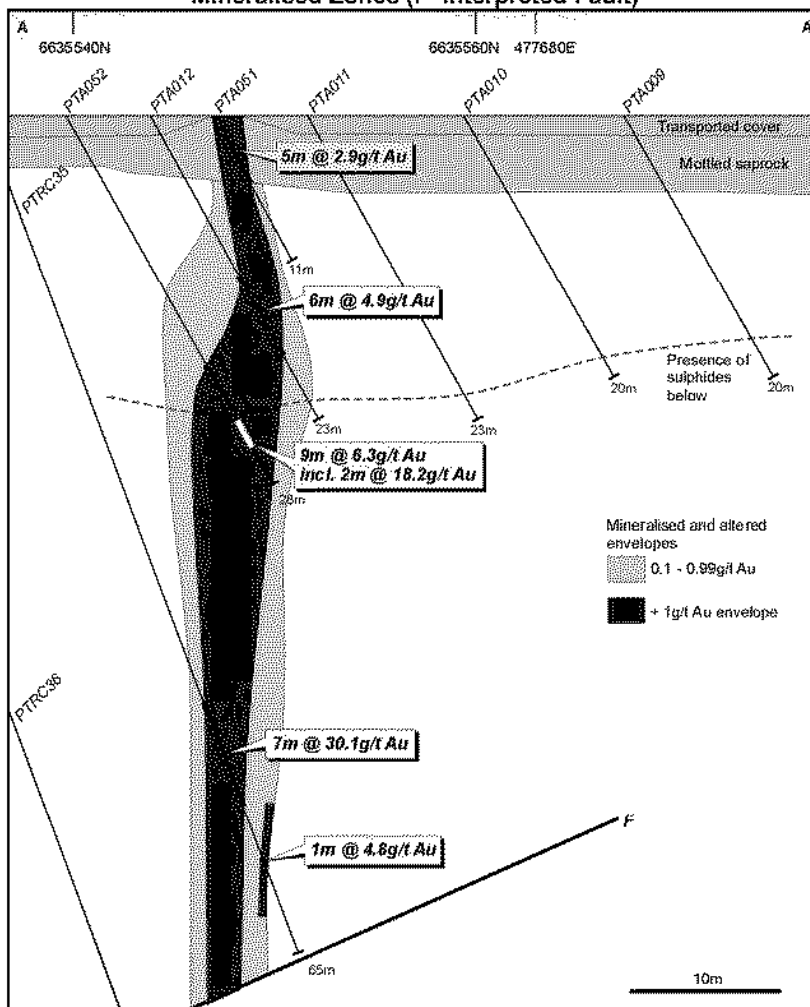 Mineralised Zones (F- Interpreted Fault)
A
A
6635540N
6635560N
477680E
PTA052
PTA012
PTA051
PTA011
PTA010
PTA009
Transported cover
Mottled saprock
PTRC35
5m @ 2.9g/t Au
11m
6m @ 4.9g/t Au
Presence of
sulphides
below
20m
20m
23m
23m
9m @ 6.3g/t Au
incl. 2m @ 18.2g/t Au
28m
Mineralised and altered
envelopes
0.1 - 0.99g/t Au
+ 1g/t Au envelope
PTRC36
7m @ 30.1g/t Au
F
1m @ 4.8g/t Au
65m
10m